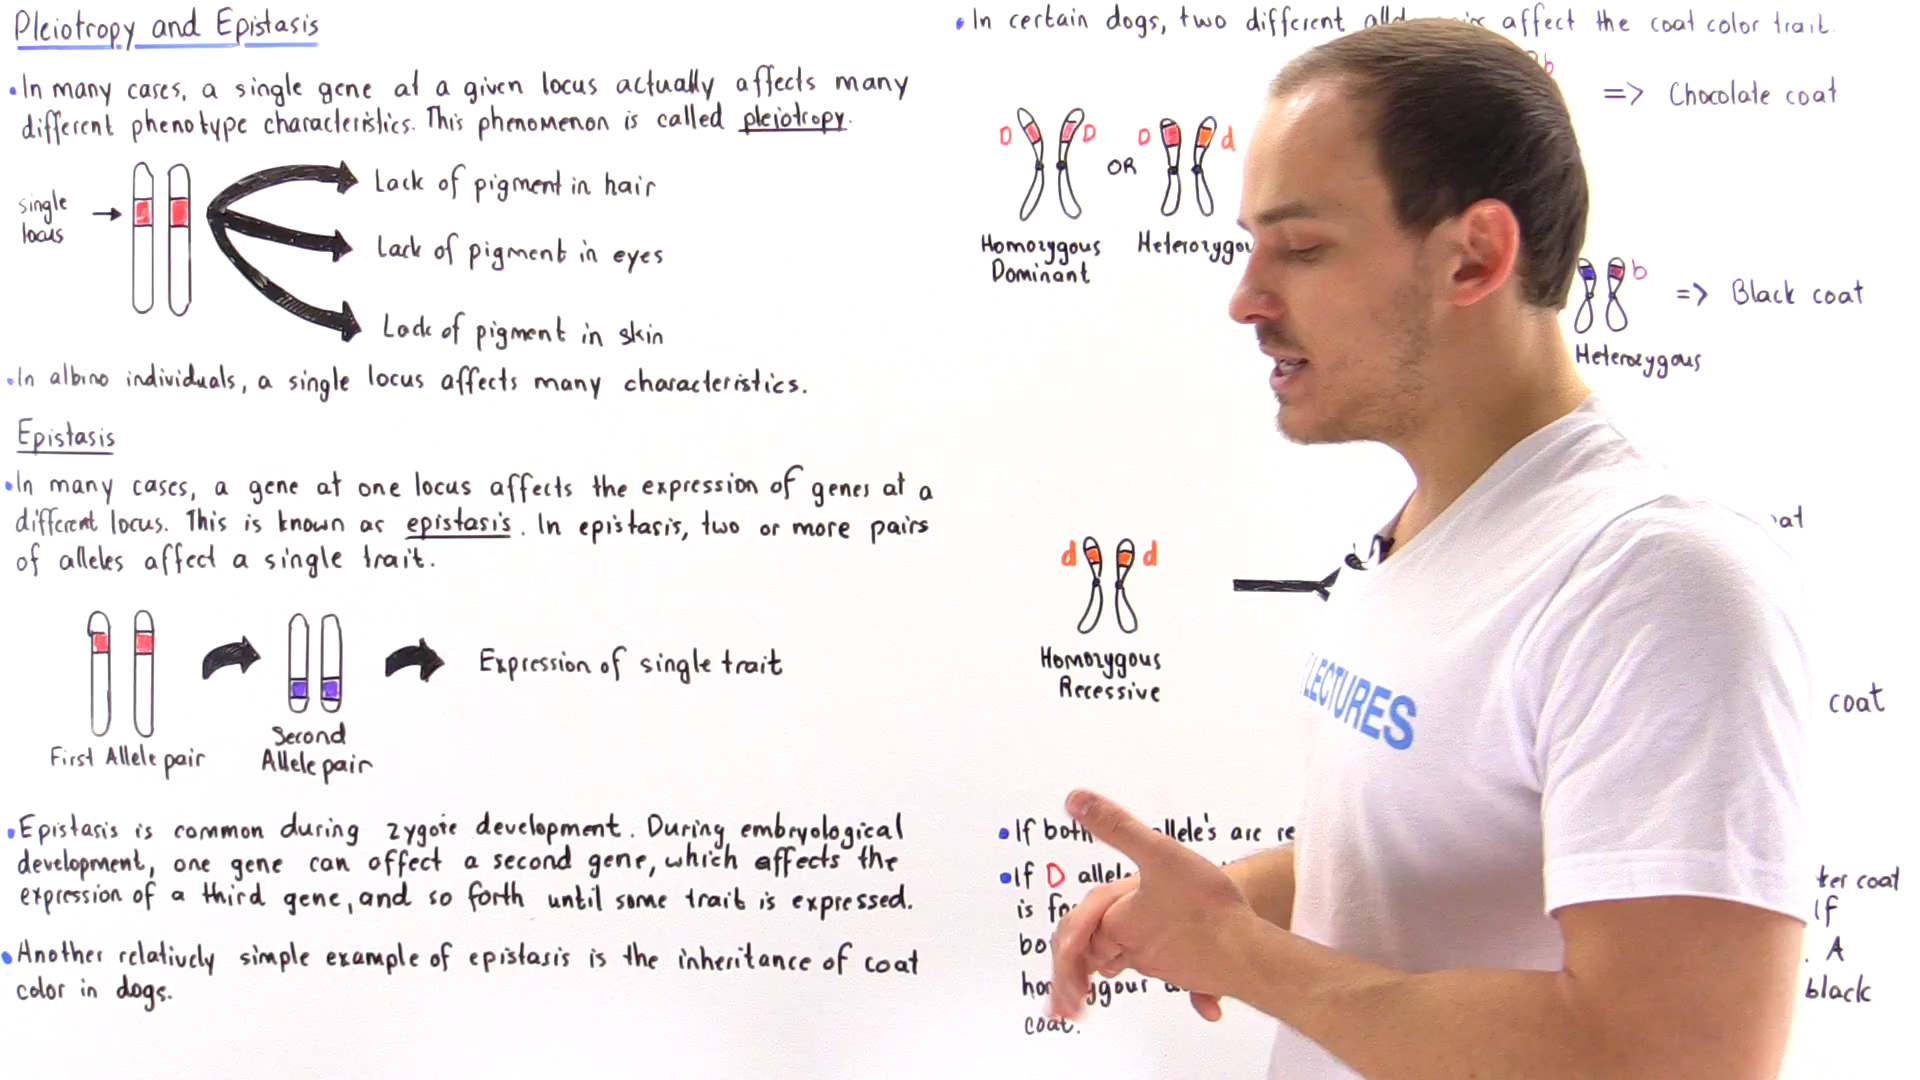 Pleiotropy and Epistasis
• In many cases, a single gene at a given locus actually affects many
different phenotype characteristics. This phenomenon is called pleiotropy.
single
locus
Lack of pigment in hair
Lack of pigment in eyes
Lack of pigment in skin
• In albino individuals, a single locus affects many characteristics.
Epistasis
• In many cases, a gene at one locus affects the expression of genes at a
different locus. This is known as epistasis. In epistasis, two or more pairs
of alleles affect a single trait.
Expression of single trait
First Allele pair
Second
Allele pair
• Epistasis is common during zygote development. During embryological
development, one gene can affect a second gene, which affects the
expression of a third gene, and so forth until some trait is expressed.
• Another relatively simple example of epistasis is the inheritance of coat
color in dogs.
• In certain dogs, two different affect the coat color trait.
b
=> Chocolate coat
D D OR D d
Homozygous
Dominant
b => Black coat
Heterozygous
d d
Homozygous
Recessive
coat
LECTURES
• If both are
• If D
is
coat
If
A
black
coat.